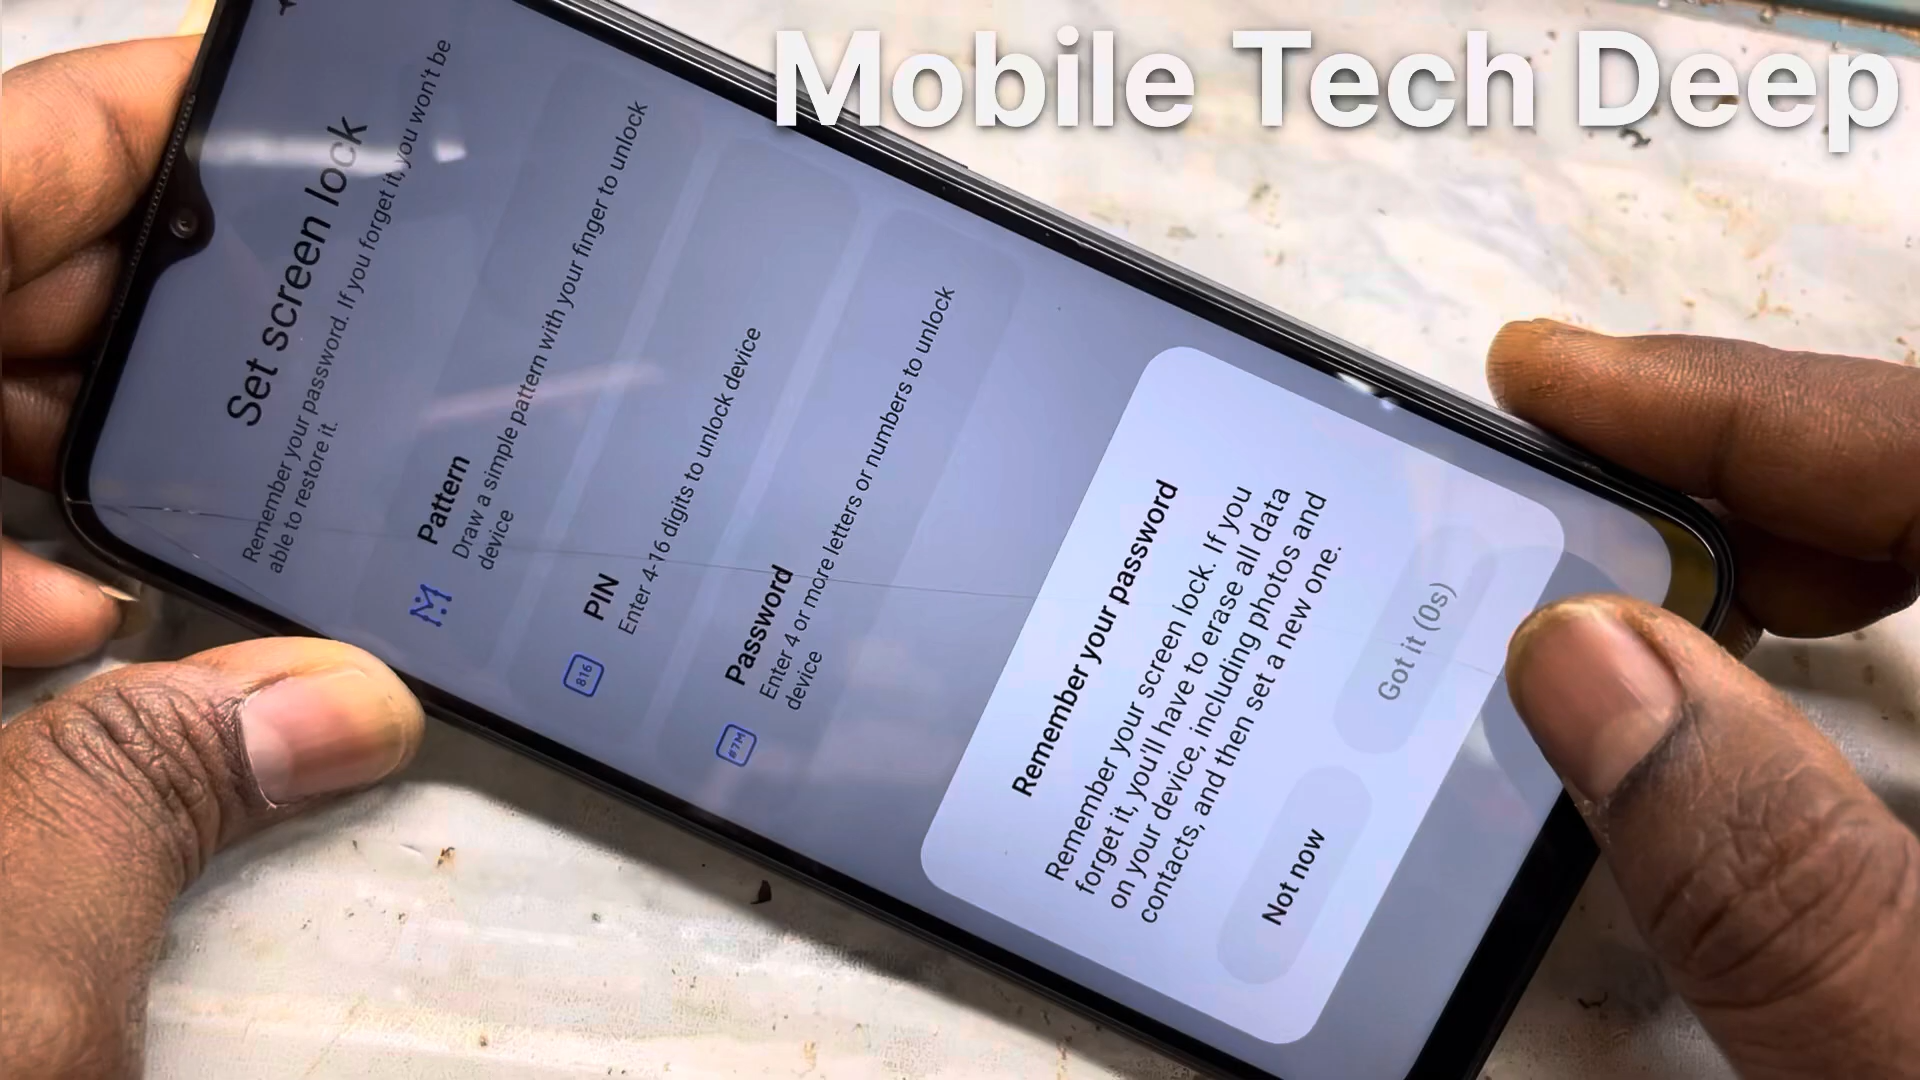 Mobile Tech Deep
Set screen lock
Remember your password. If you forget it, you won't be
able to restore it.
Pattern
Draw a simple pattern with your finger to unlock
device
816
PIN
Enter 4-16 digits to unlock device
#7M
Password
Enter 4 or more letters or numbers to unlock
device
Remember your password
Remember your screen lock. If you
forget it, you'll have to erase all data
on your device, including photos and
contacts, and then set a new one.
Not now
Got it (0s)